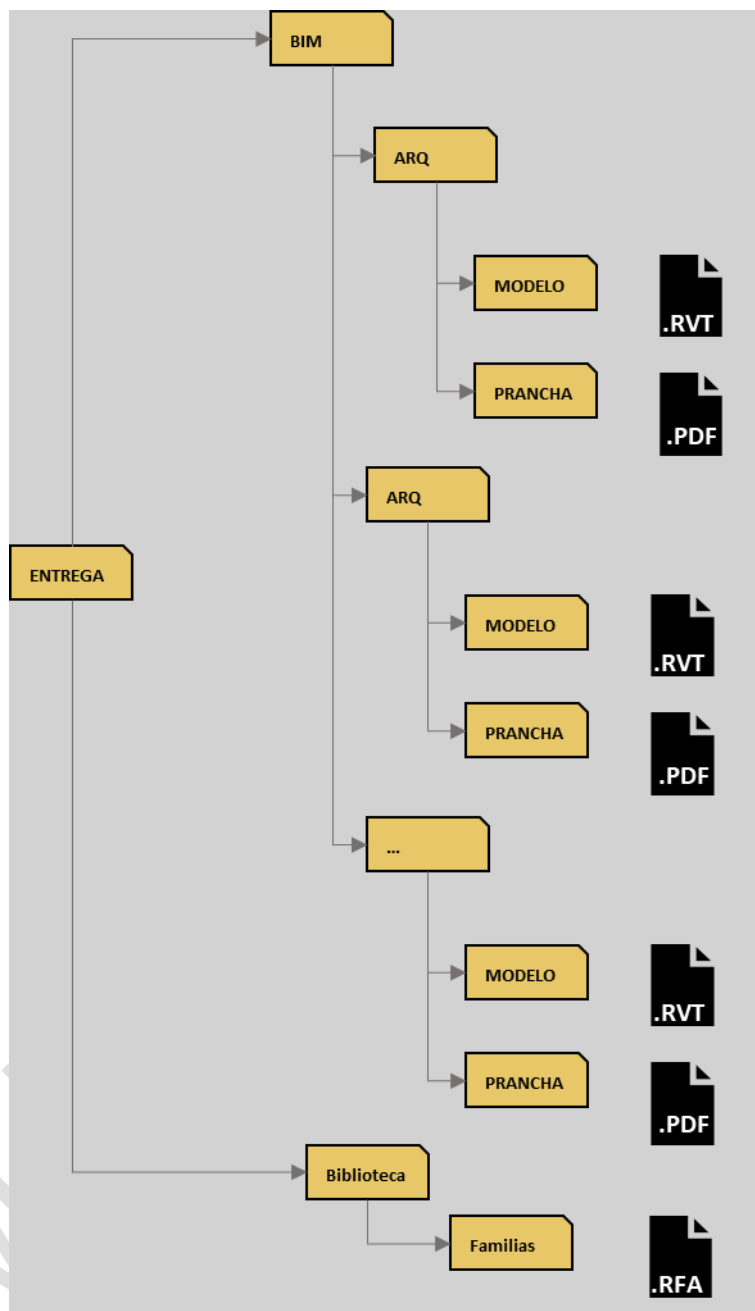 BIM
ARQ
MODELO
.RVT
PRANCHA
.PDF
ARQ
ENTREGA
MODELO
.RVT
PRANCHA
.PDF
...
MODELO
.RVT
PRANCHA
.PDF
Biblioteca
Familias
.RFA